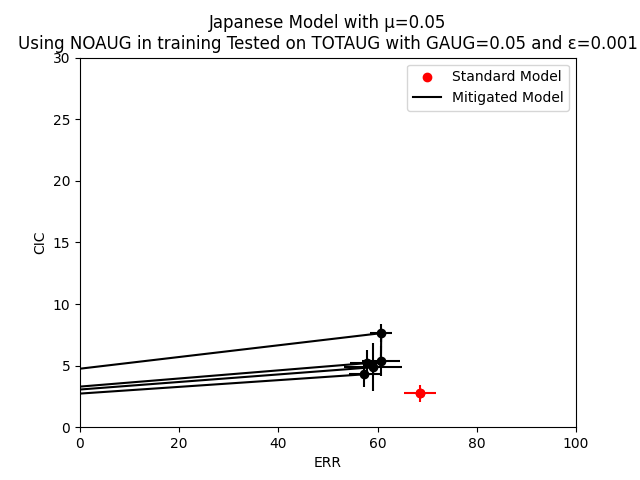 Japanese Model with μ=0.05
Using NOAUG in training Tested on TOTAUG with GAUG=0.05 and ε=0.001
Standard Model
Mitigated Model
CIC
30
25
20
15
10
5
0
0 20 40 60 80 100
ERR